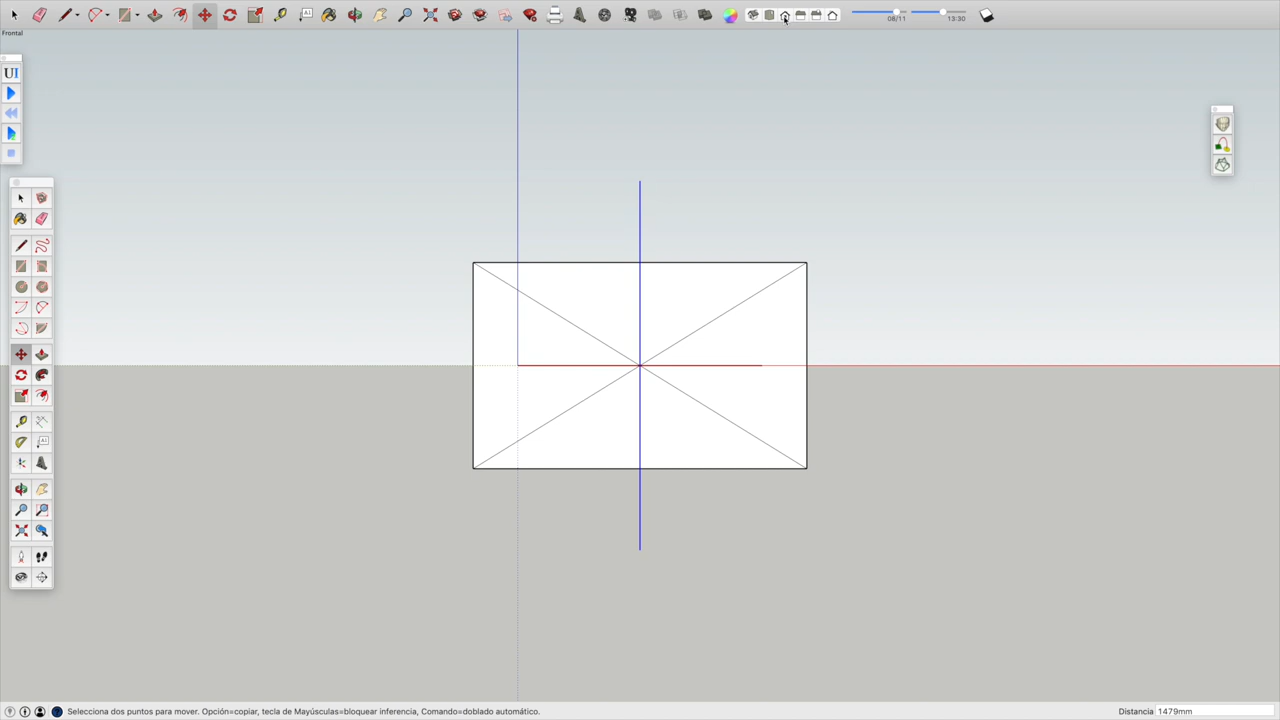 08/11
13:30
Frontal
UI
Selecciona dos puntos para mover. Opción=copiar, tecla de Mayúsculas=bloquear inferencia, Comando=doblado automático.
Distancia 1479mm